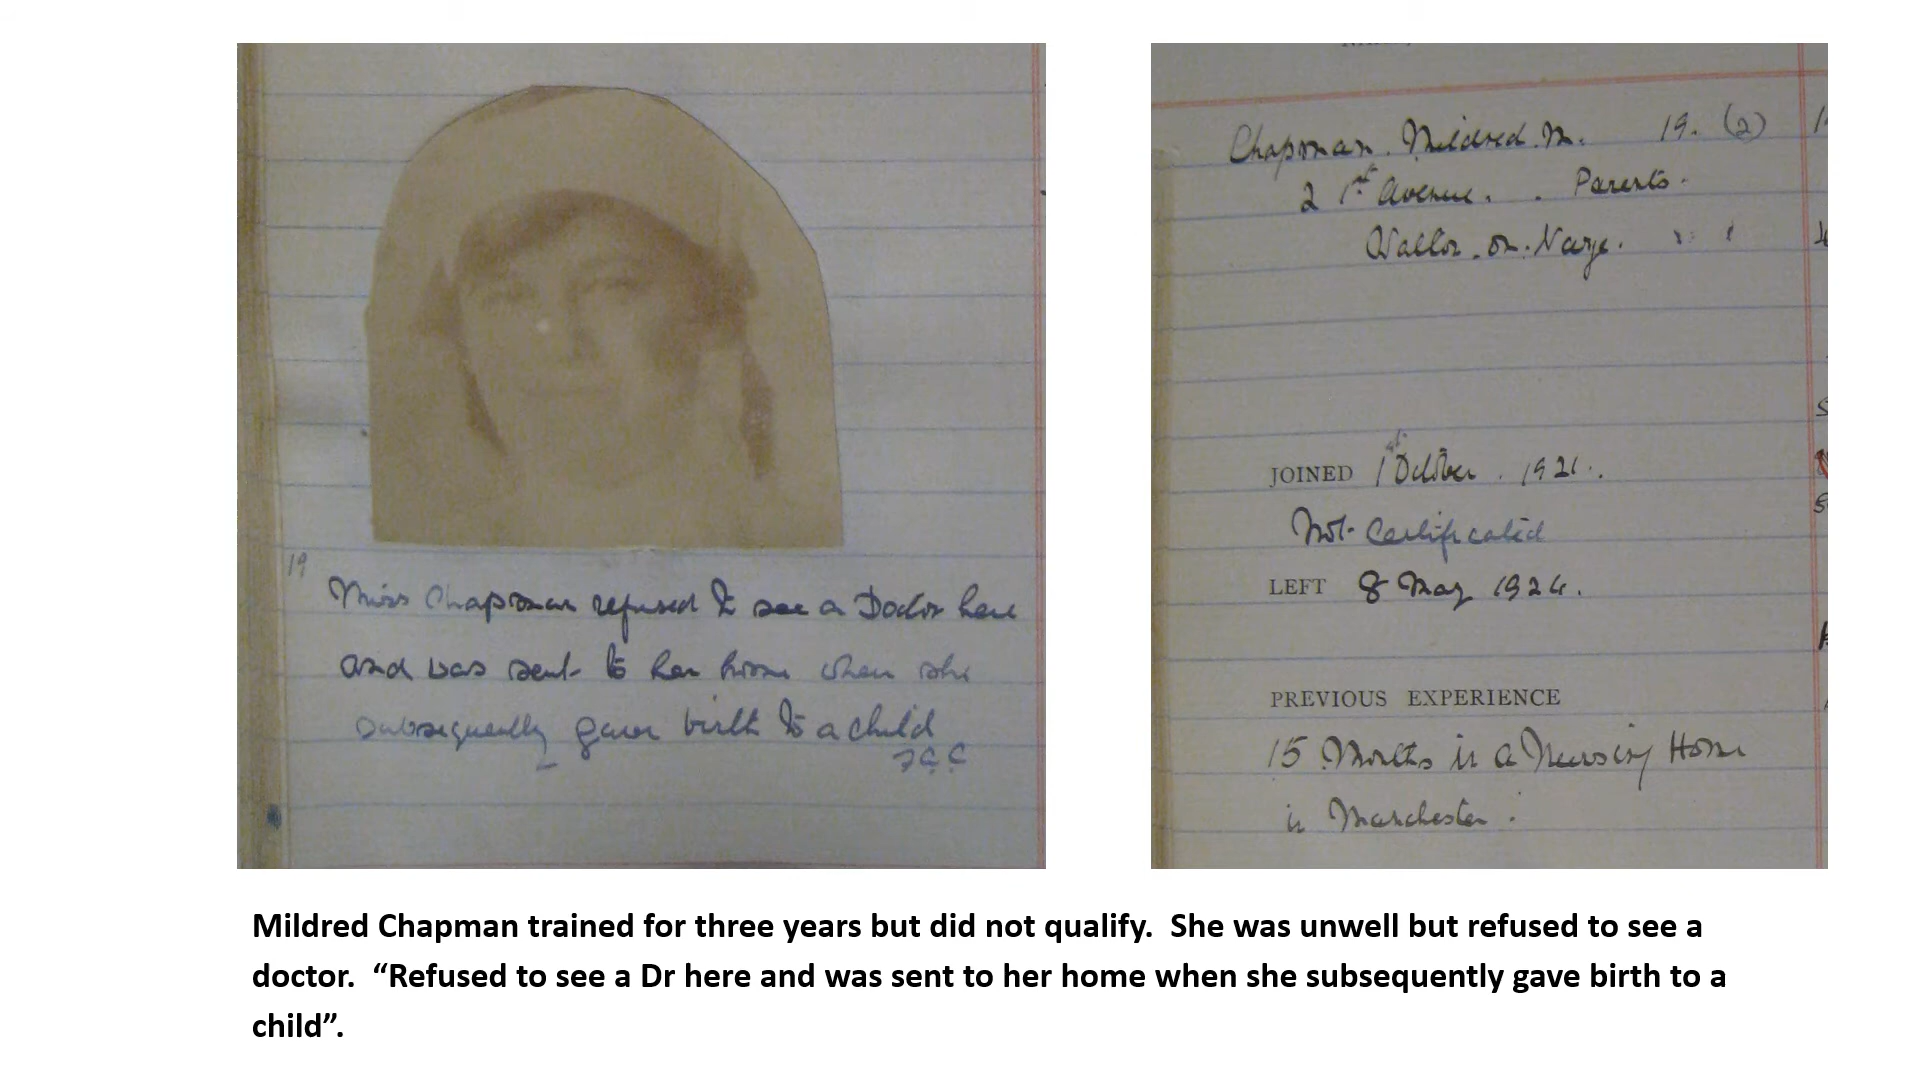 19
Miss Chapman refused to see a Doctor here
and was sent to her home when she
subsequently gave birth to a child
Chapman. Mildred. M. 19. (2)
2 1st Avenue. . Parents.
Walton. on. Naze.
JOINED 1st October. 1921.
Not Certificated
LEFT 8 May 1924.
PREVIOUS EXPERIENCE
15 Months in a Nursing Home
in Manchester.
Mildred Chapman trained for three years but did not qualify.  She was unwell but refused to see a
doctor.  “Refused to see a Dr here and was sent to her home when she subsequently gave birth to a
child”.